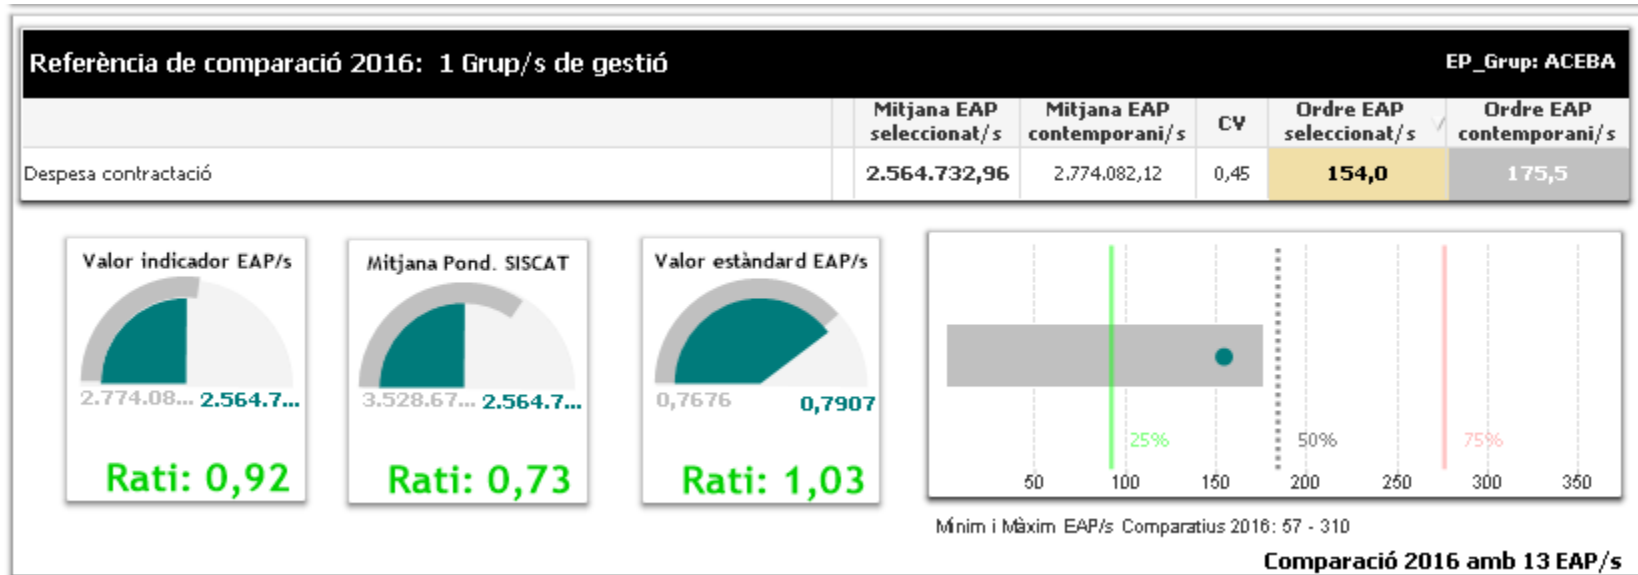 Referència de comparació 2016: 1 Grup/s de gestió
EP_Grup: ACEBA
Mitjana EAP seleccionat/s
Mitjana EAP contemporani/s
CV
Ordre EAP seleccionat/s
Ordre EAP contemporani/s
Despesa contractació 2.564.732,96 2.774.082,12 0,45 154,0 175,5
Valor indicador EAP/s
2.774.08... 2.564.7...
Rati: 0,92
Mitjana Pond. SISCAT
3.528.67... 2.564.7...
Rati: 0,73
Valor estàndard EAP/s
0,7676 0,7907
Rati: 1,03
25% 50% 75%
50 100 150 200 250 300 350
Mínim i Màxim EAP/s Comparatius 2016: 57 - 310
Comparació 2016 amb 13 EAP/s